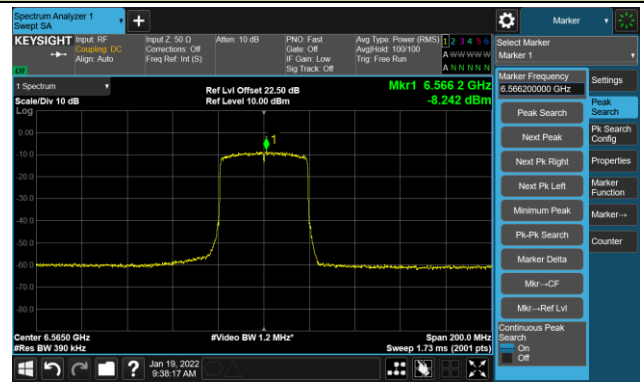 Spectrum Analyzer 1
Swept SA
Marker
KEYSIGHT
Input: RF
Coupling: DC
Align: Auto
Input Z: 50 Ω
Corrections: Off
Freq Ref: Int (S)
Atten: 10 dB
PNO: Fast
Gate: Off
IF Gain: Low
Sig Track: Off
Avg Type: Power (RMS)
Avg|Hold: 100/100
Trig: Free Run
1 2 3 4 5 6
A W W W W W
A N N N N N
Select Marker
Marker 1
Marker Frequency
6.566200000 GHz
Settings
Peak Search
Next Peak
Next Pk Right
Next Pk Left
Minimum Peak
Pk-Pk Search
Marker Delta
Mkr→CF
Mkr→Ref Lvl
Continuous Peak
Search
On
Off
Peak
Search
Pk Search
Config
Properties
Marker
Function
Marker→
Counter
1 Spectrum
Scale/Div 10 dB
Ref Lvl Offset 22.50 dB
Ref Level 10.00 dBm
Mkr1 6.566 2 GHz
-8.242 dBm
Log
0.00
-10.0
-20.0
-30.0
-40.0
-50.0
-60.0
-70.0
-80.0
1
Center 6.5650 GHz
#Res BW 390 kHz
#Video BW 1.2 MHz*
Span 200.0 MHz
Sweep 1.73 ms (2001 pts)
Jan 19, 2022
9:38:17 AM